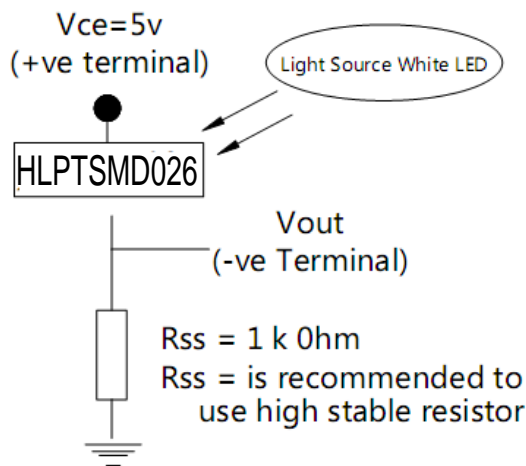 Vce=5v
(+ve terminal)
Light Source White LED
HLPTSMD026
Vout
(-ve Terminal)
Rss = 1 k 0hm
Rss = is recommended to
use high stable resistor